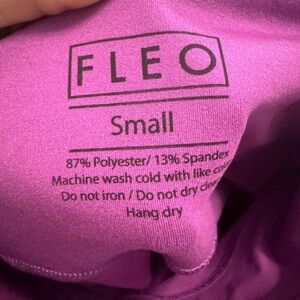 FLEO
Small
87% Polyester/ 13% Spandex
Machine wash cold with like
Do not iron / Do not dry clean
Hang dry